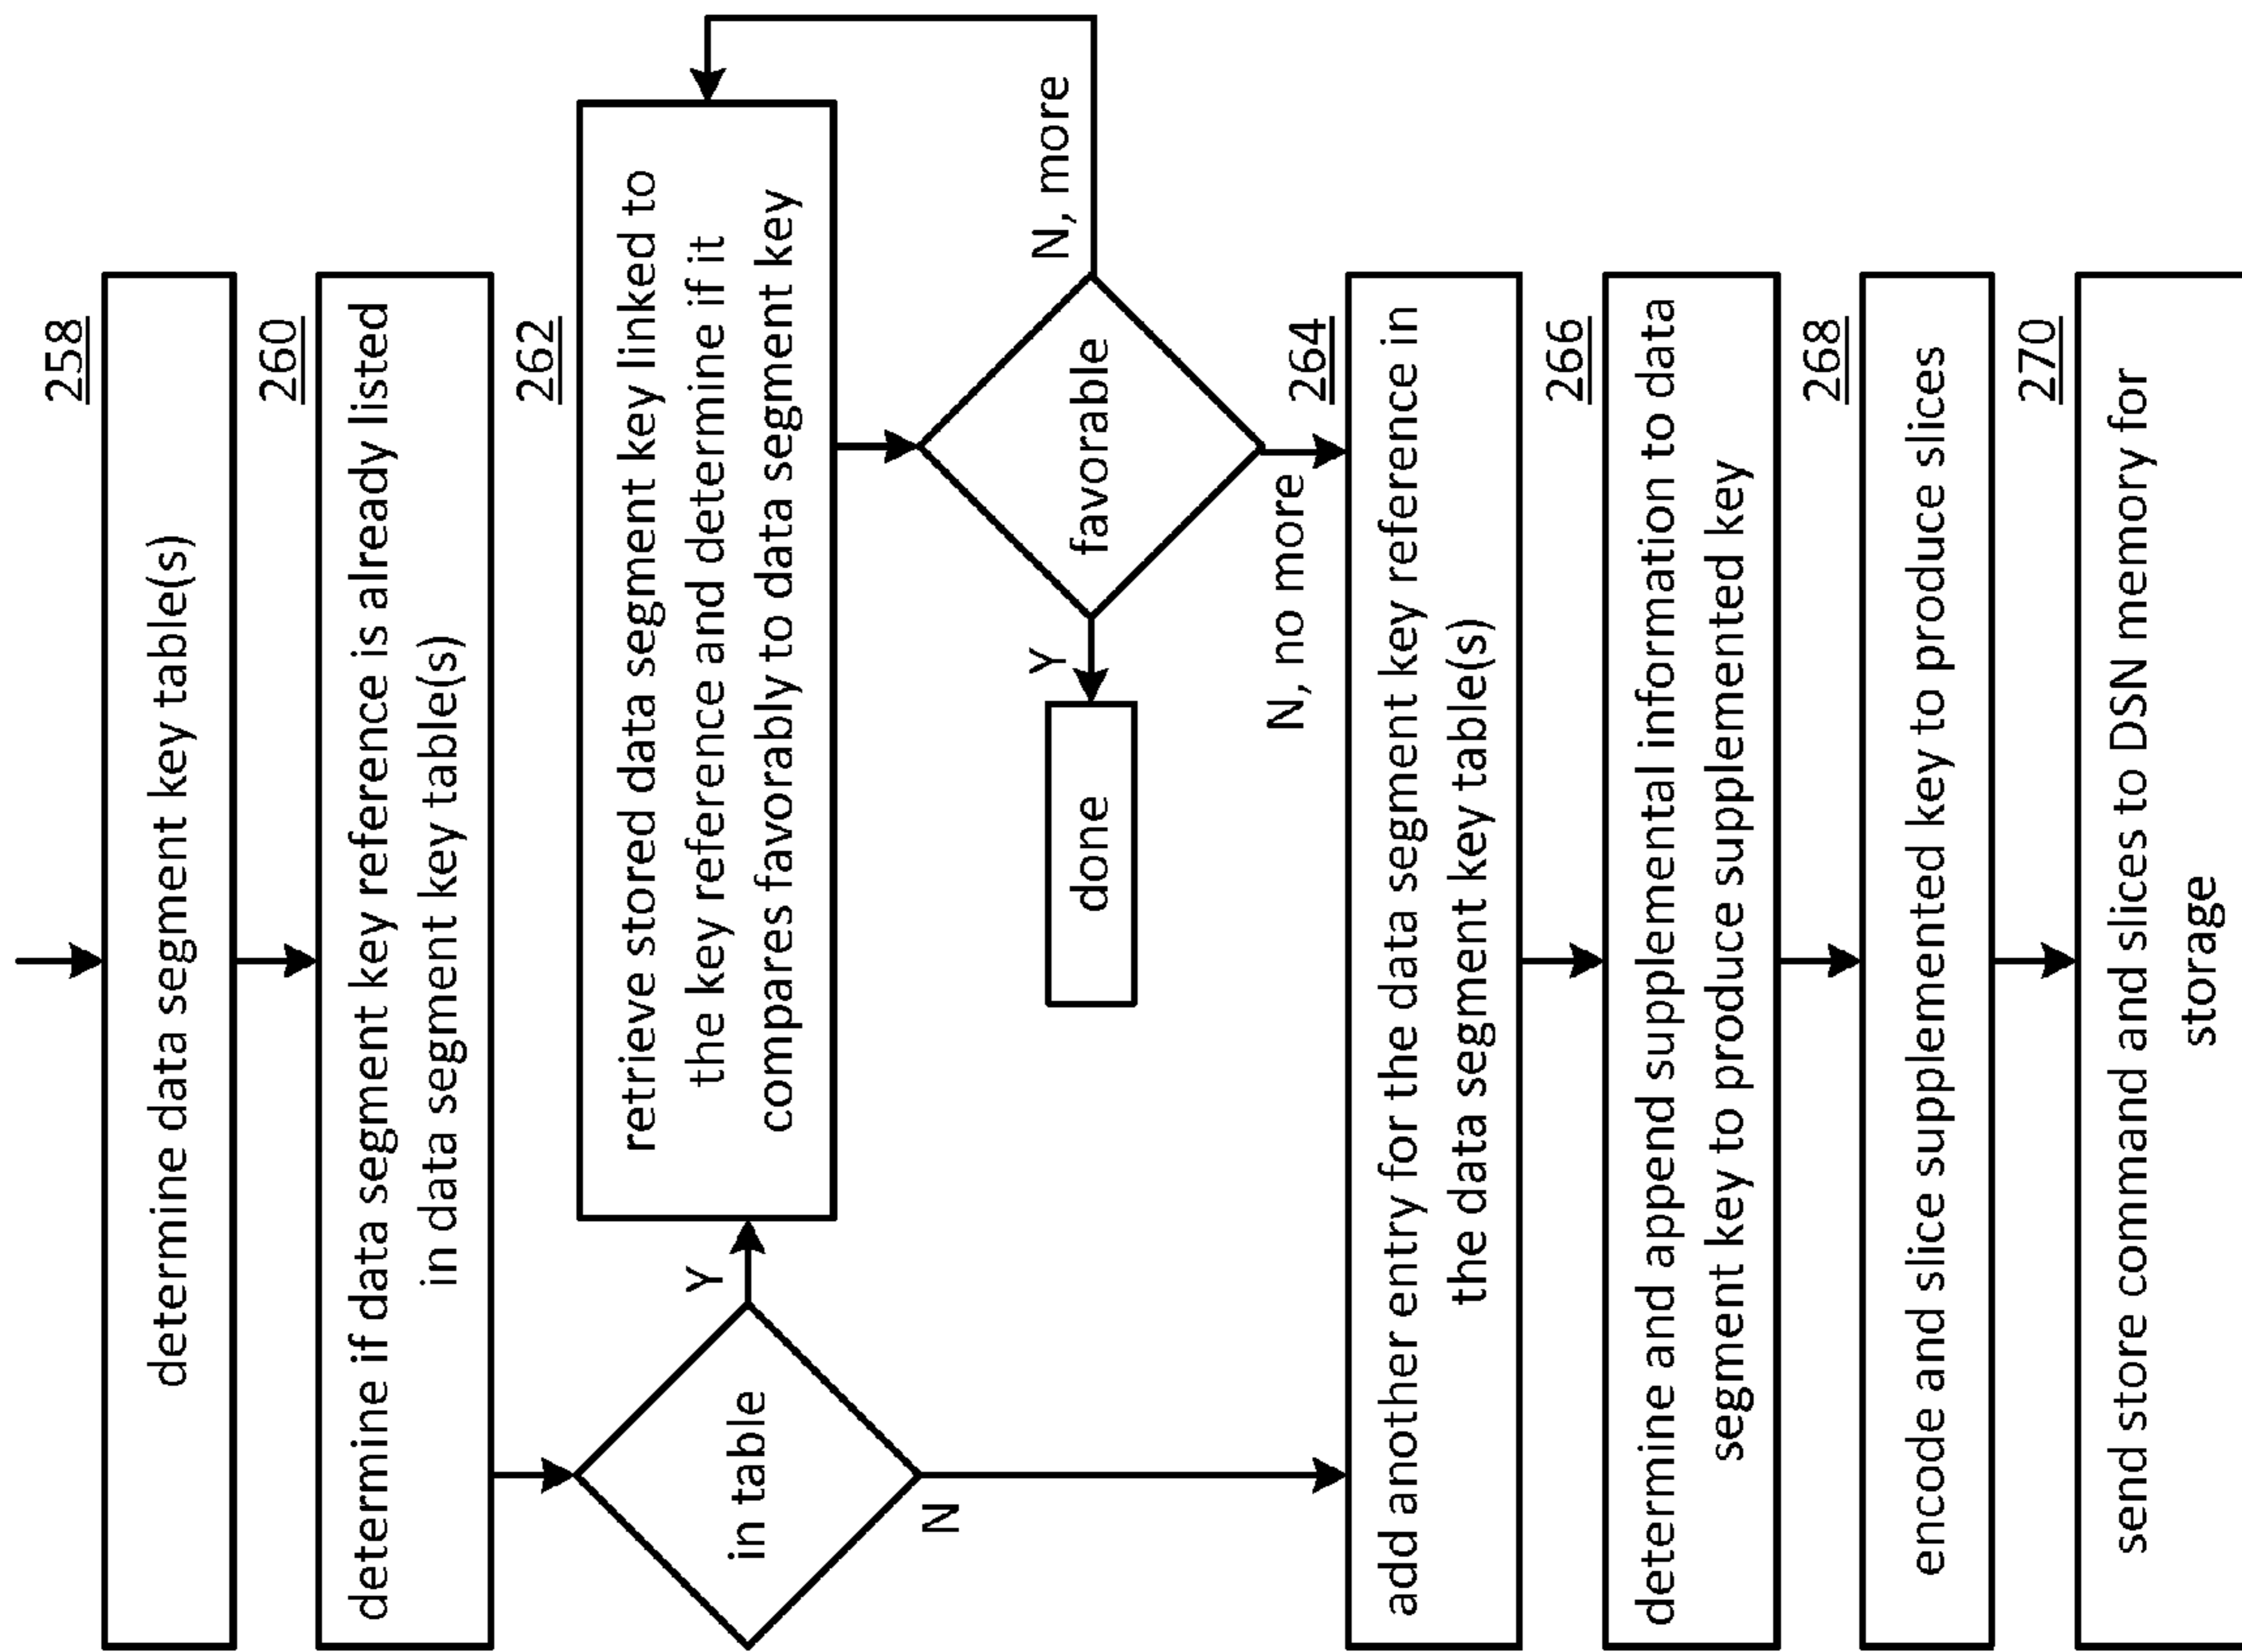 258
determine data segment key table(s)
260
determine if data segment key reference is already listed
in data segment key table(s)
262
in table
Y
N
retrieve stored data segment key linked to
the key reference and determine if it
compares favorably to data segment key
favorable
N, more
Y
done
N, no more
264
add another entry for the data segment key reference in
the data segment key table(s)
266
determine and append supplemental information to data
segment key to produce supplemented key
268
encode and slice supplemented key to produce slices
270
send store command and slices to DSN memory for
storage